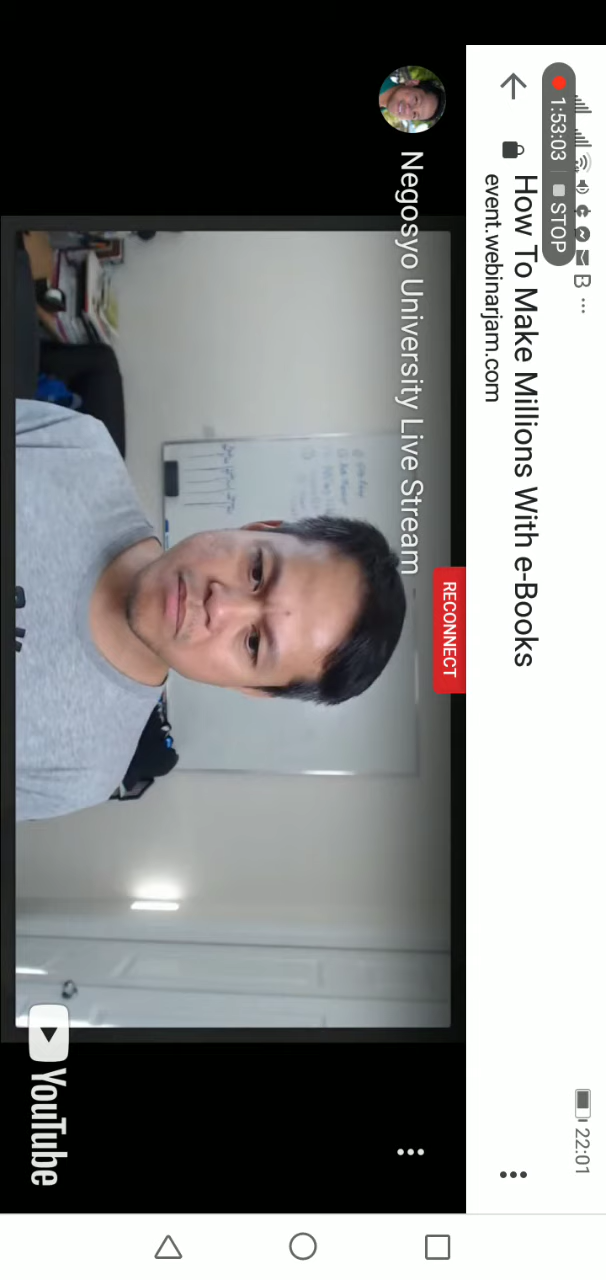 B ...
22:01
1:53:03
STOP
How To Make Millions With e-Books
event.webinarjam.com
RECONNECT
Negosyo University Live Stream
YouTube